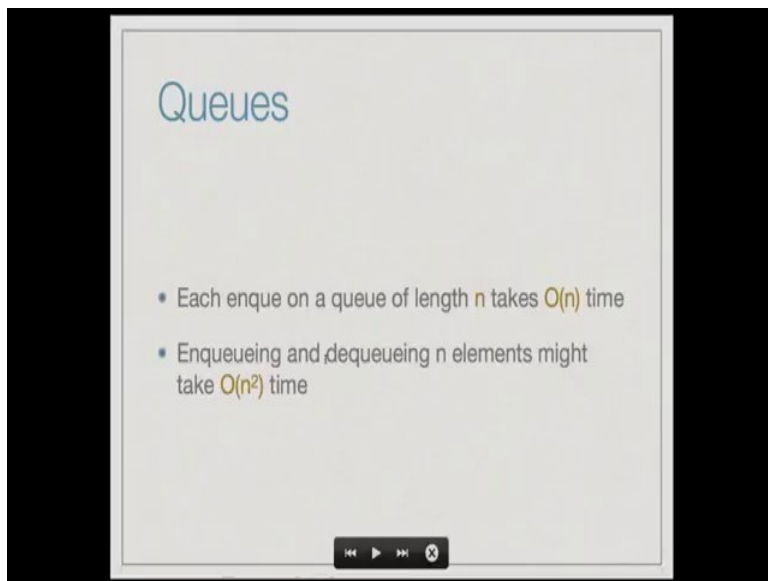 Queues
• Each enque on a queue of length n takes O(n) time
• Enqueueing and dequeueing n elements might
take O(n²) time